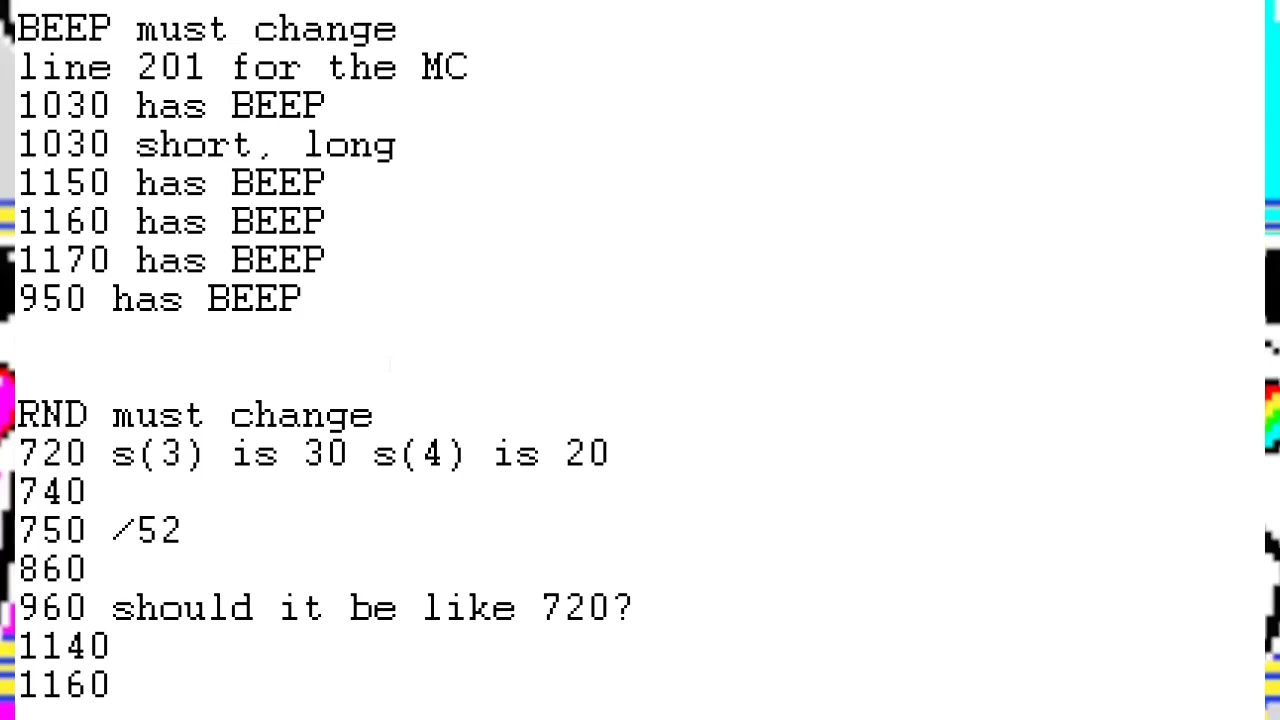 BEEP must change
line 201 for the MC
1030 has BEEP
1030 short, long
1150 has BEEP
1160 has BEEP
1170 has BEEP
950 has BEEP
RND must change
720 s(3) is 30 s(4) is 20
740
750 /52
860
960 should it be like 720?
1140
1160